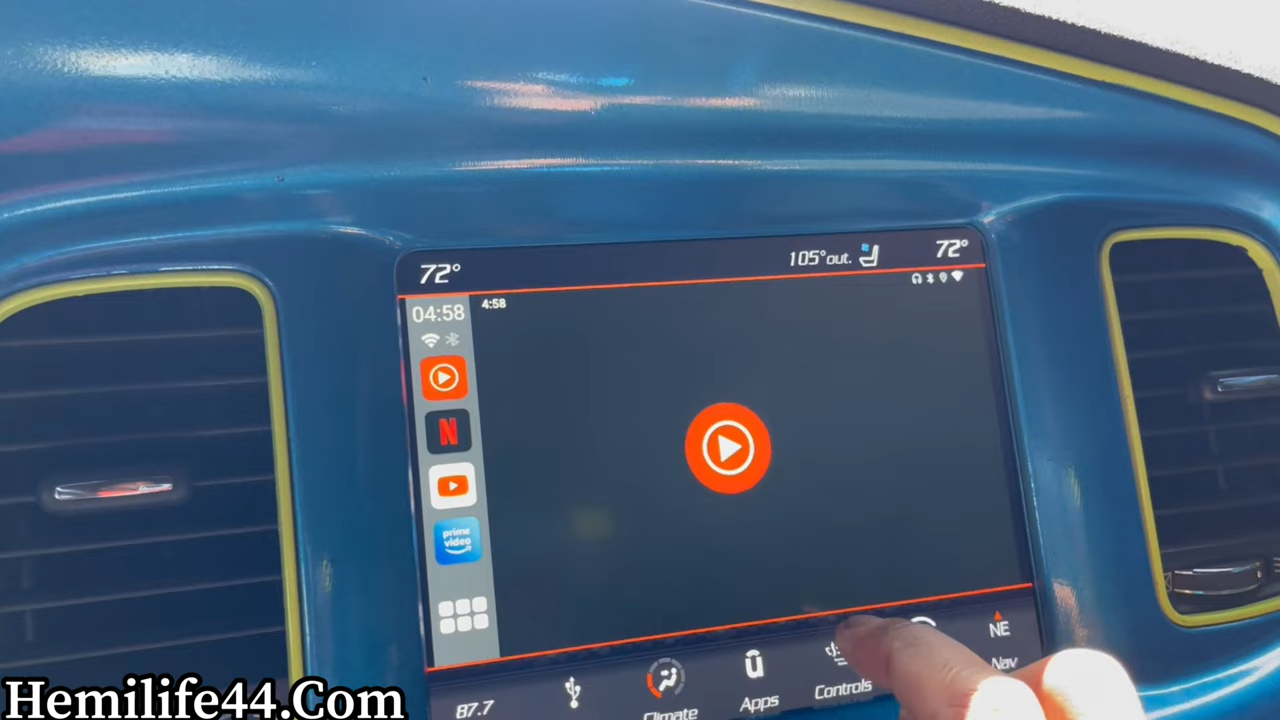 72°
105°out.
72°
04:58
4:58
N
prime
video
87.7
Climate
Apps
Controls
NE
Nav
Hemilife44.Com